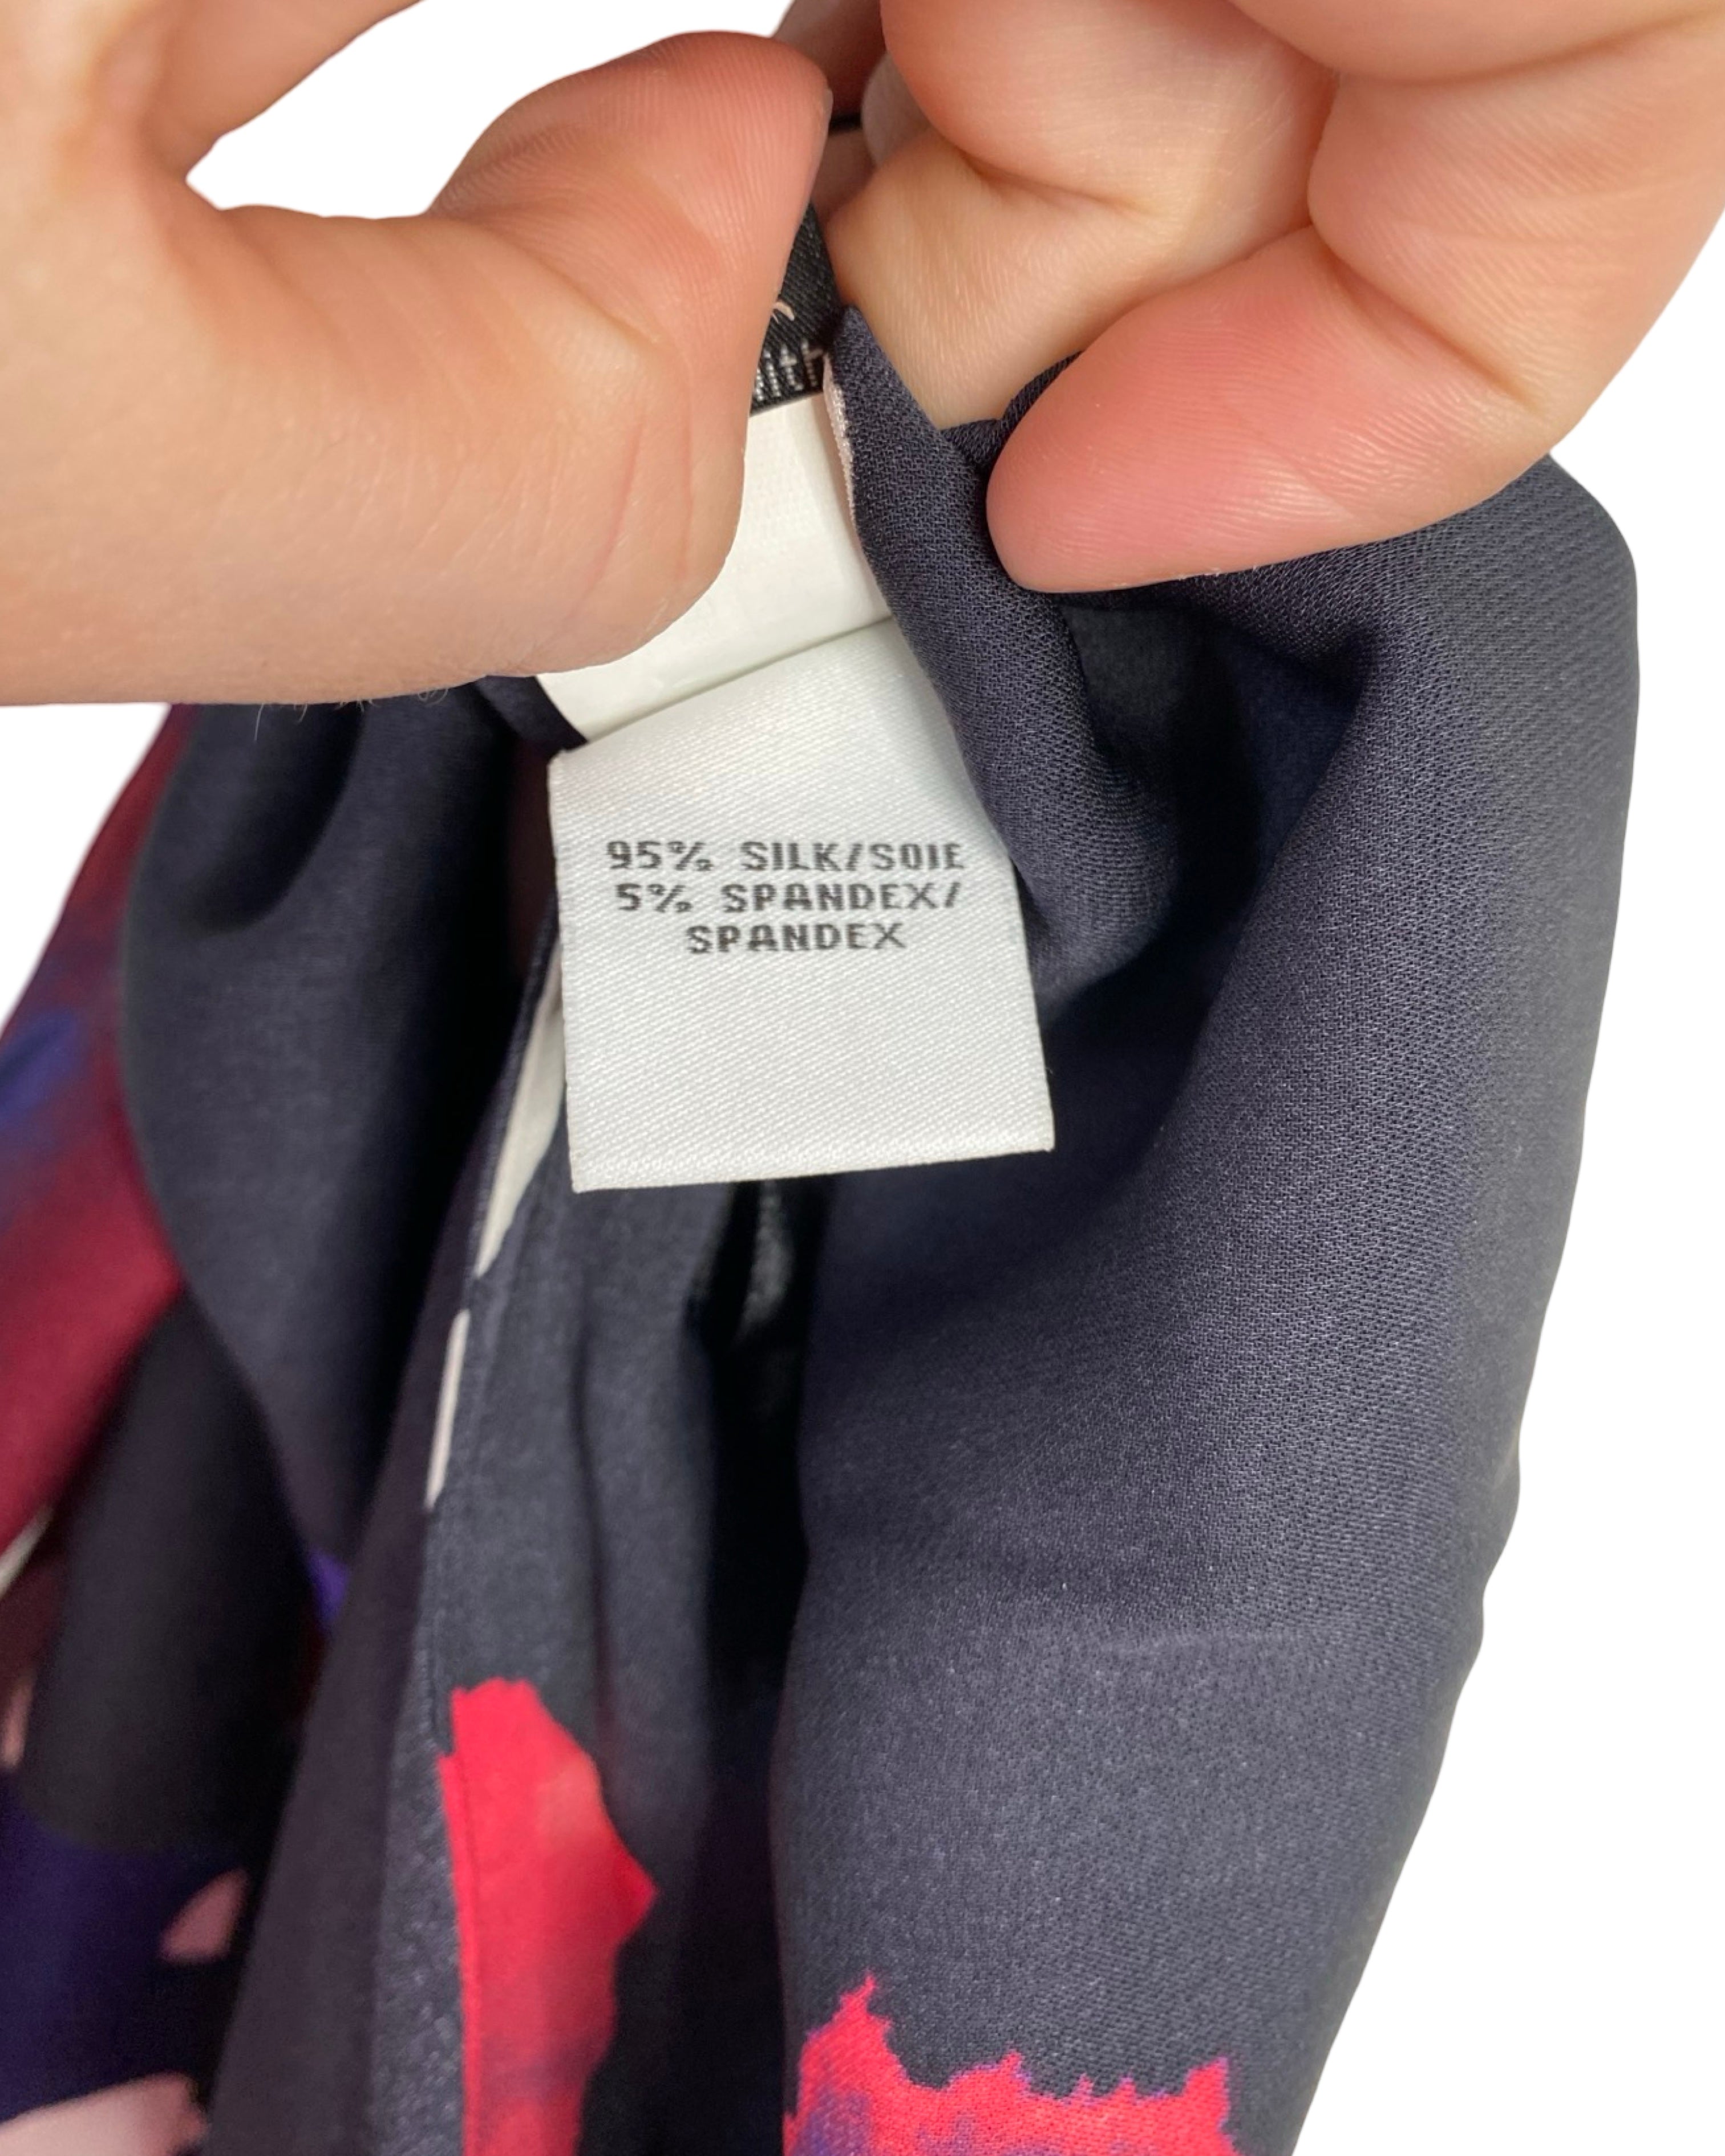 95% SILK/SOIE
5% SPANDEX/
SPANDEX